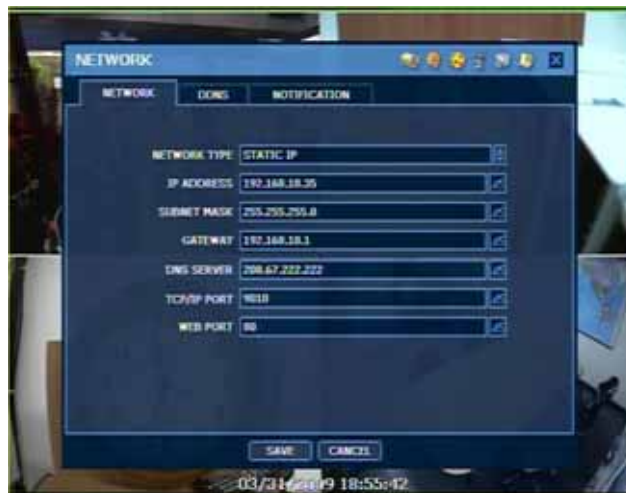 NETWORK
NETWORK DDNS NOTIFICATION
NETWORK TYPE STATIC IP
IP ADDRESS 192.168.10.35
SUBNET MASK 255.255.255.0
GATEWAY 192.168.10.1
DNS SERVER 208.67.222.222
TCP/IP PORT 9010
WEB PORT 80
SAVE CANCEL
18:55:42